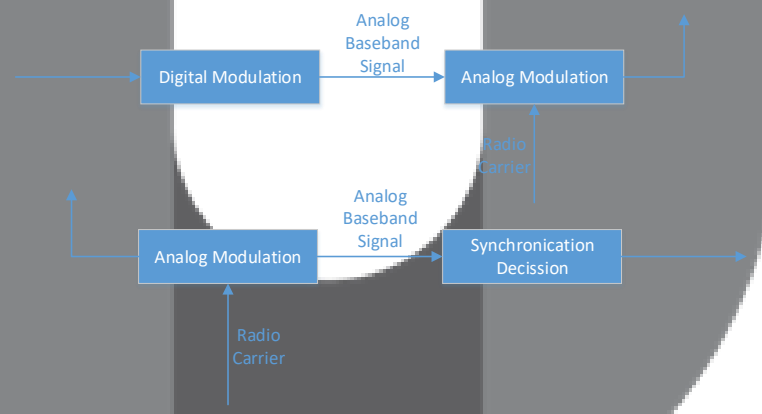 Analog
Baseband
Signal
Digital Modulation
Analog Modulation
Radio
Carrier
Analog
Baseband
Signal
Analog Modulation
Synchronication
Decission
Radio
Carrier